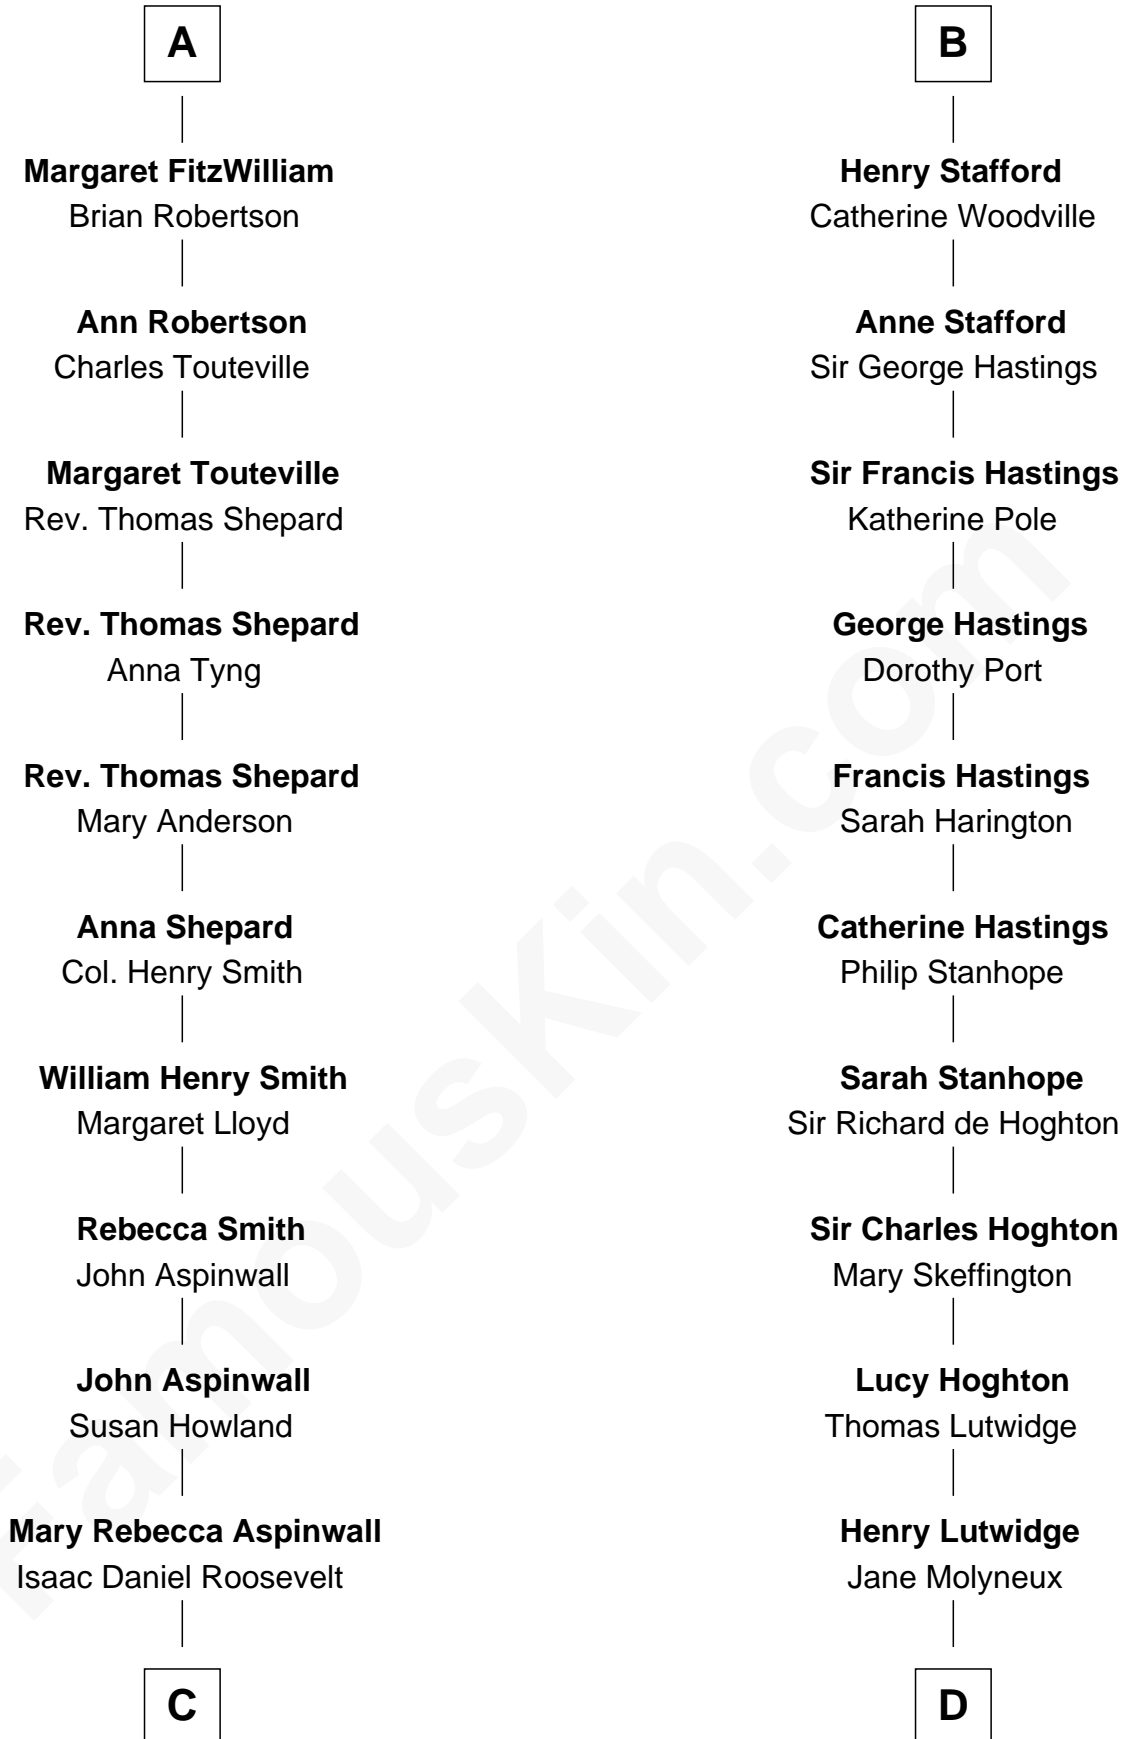 A
Margaret FitzWilliam
Brian Robertson
Ann Robertson
Charles Touteville
Margaret Touteville
Rev. Thomas Shepard
Rev. Thomas Shepard
Anna Tyng
Rev. Thomas Shepard
Mary Anderson
Anna Shepard
Col. Henry Smith
William Henry Smith
Margaret Lloyd
Rebecca Smith
John Aspinwall
John Aspinwall
Susan Howland
Mary Rebecca Aspinwall
Isaac Daniel Roosevelt
C
B
Henry Stafford
Catherine Woodville
Anne Stafford
Sir George Hastings
Sir Francis Hastings
Katherine Pole
George Hastings
Dorothy Port
Francis Hastings
Sarah Harington
Catherine Hastings
Philip Stanhope
Sarah Stanhope
Sir Richard de Hoghton
Sir Charles Hoghton
Mary Skeffington
Lucy Hoghton
Thomas Lutwidge
Henry Lutwidge
Jane Molyneux
D
FamousKin.com